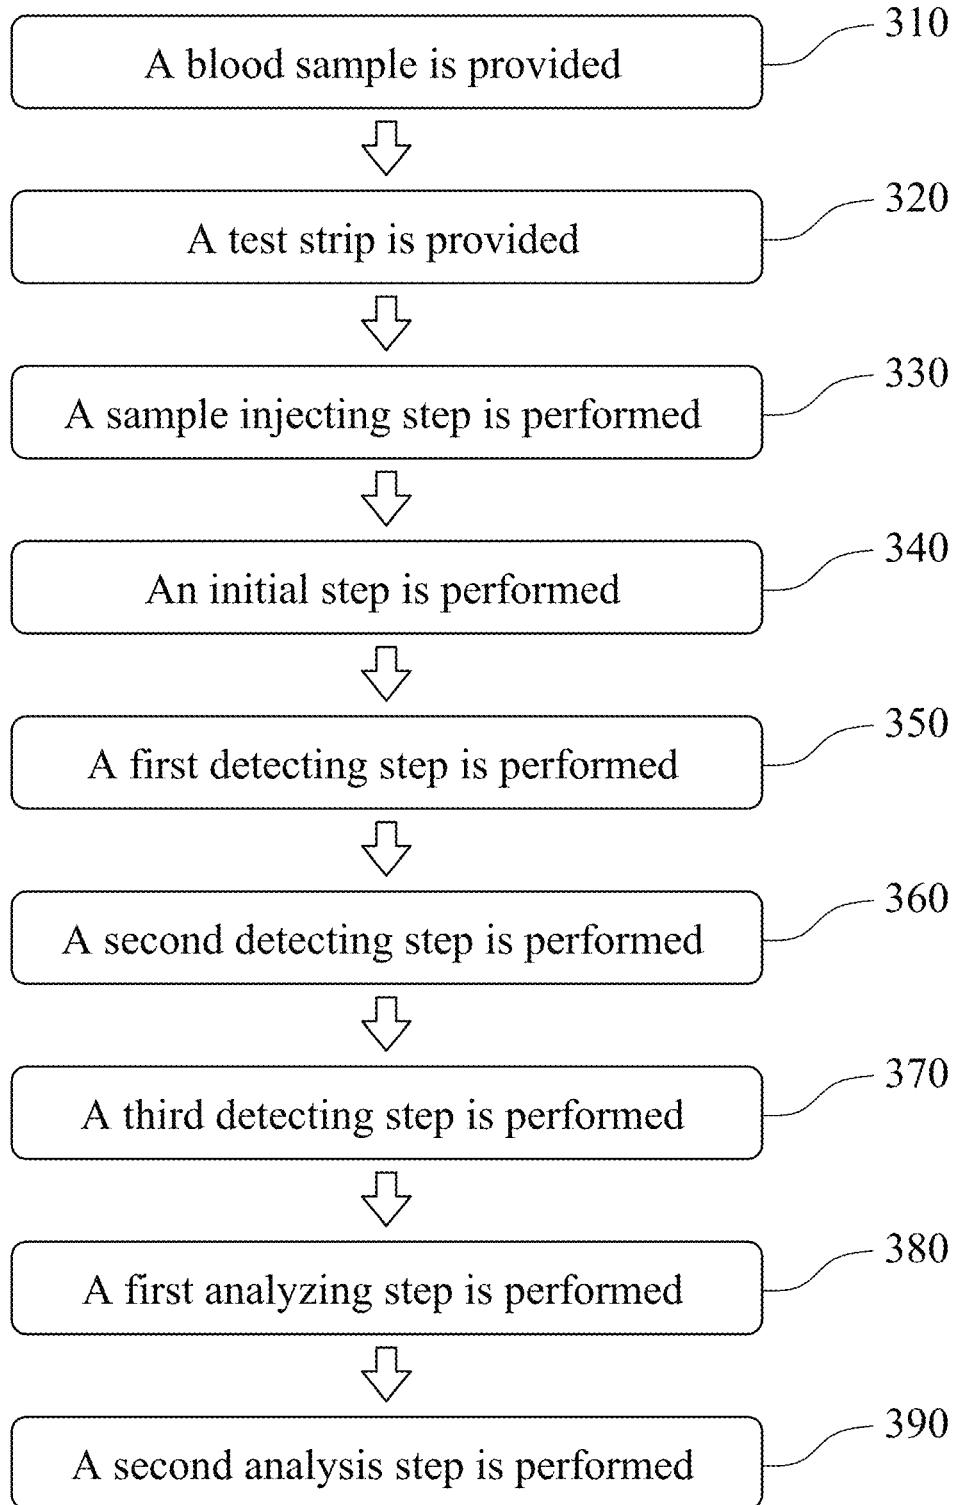 310
A blood sample is provided
320
A test strip is provided
330
A sample injecting step is performed
340
An initial step is performed
350
A first detecting step is performed
360
A second detecting step is performed
370
A third detecting step is performed
380
A first analyzing step is performed
390
A second analysis step is performed